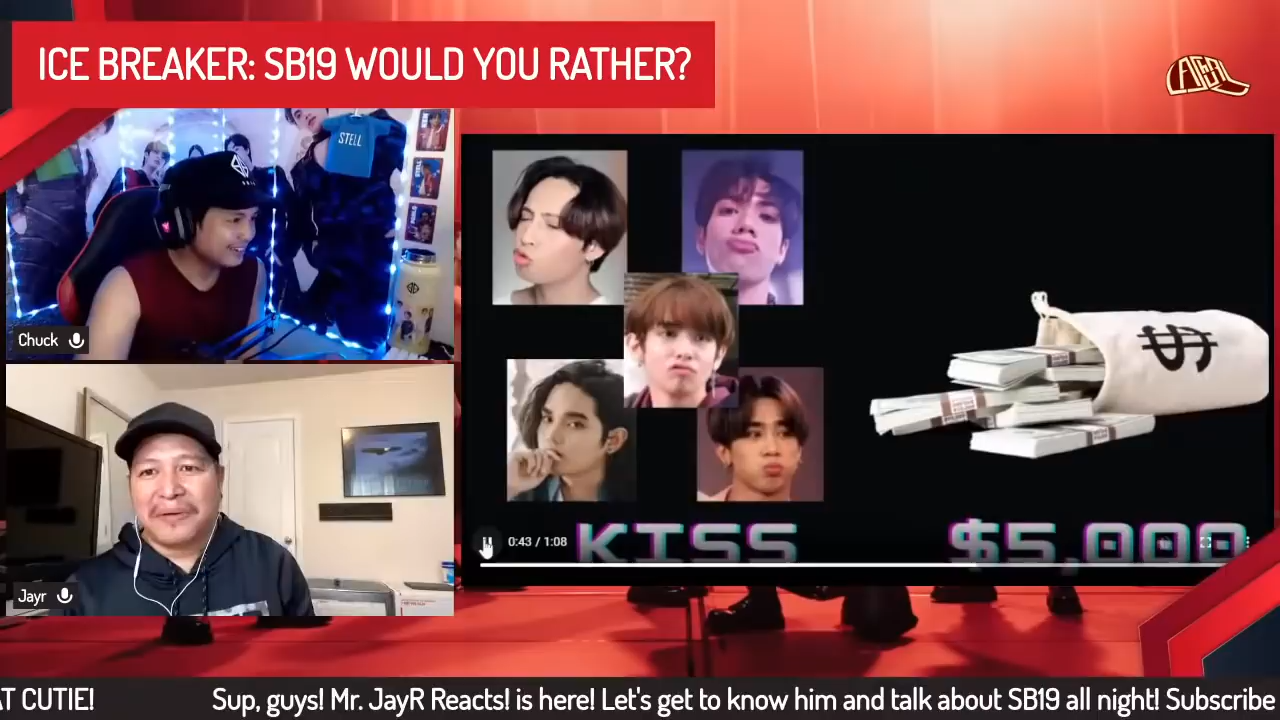 ICE BREAKER: SB19 WOULD YOU RATHER?
STELL
Chuck
Jayr
$
0:43 / 1:08
KISS
$5,000
AT CUTIE!
Sup, guys! Mr. JayR Reacts! is here! Let's get to know him and talk about SB19 all night! Subscribe